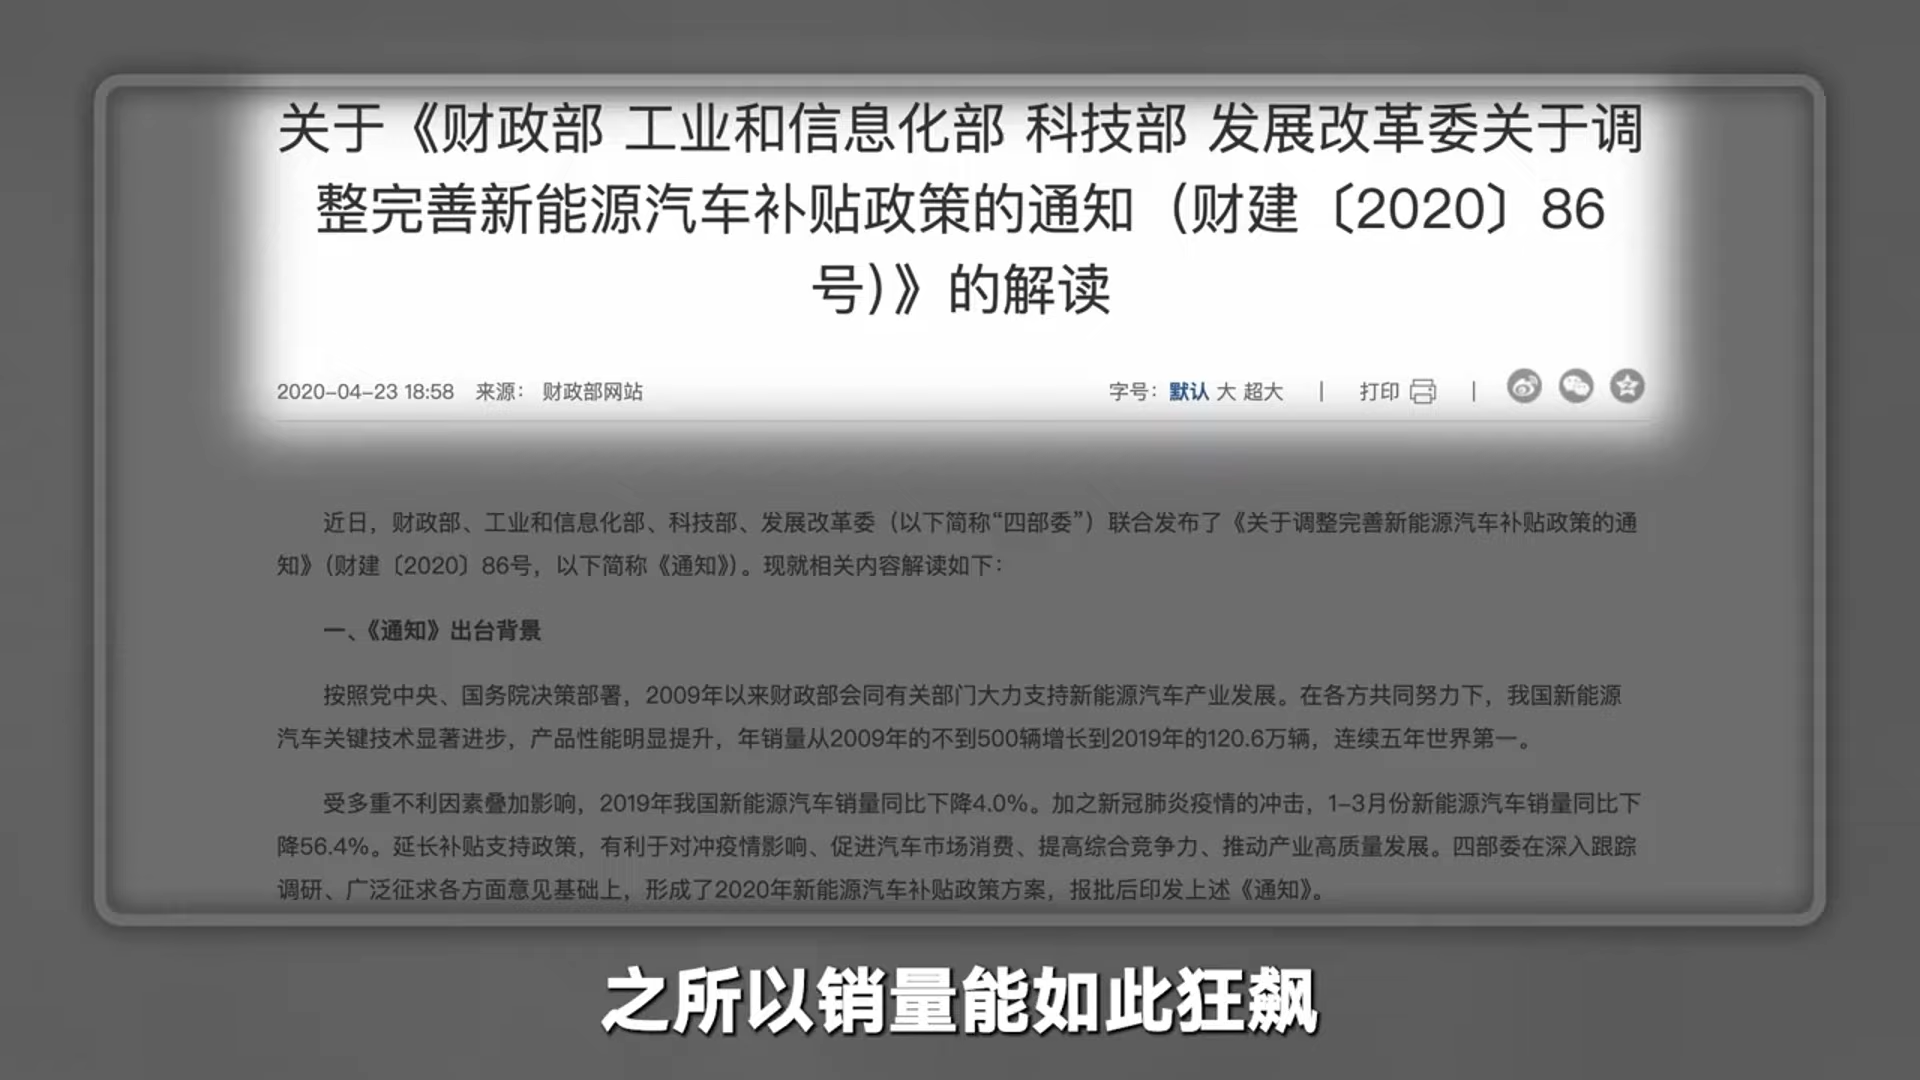 关于《财政部 工业和信息化部 科技部 发展改革委关于调
整完善新能源汽车补贴政策的通知（财建〔2020〕86
号）》的解读
2020-04-23 18:58 来源： 财政部网站 字号：默认 大 超大 | 打印 |
近日，财政部、工业和信息化部、科技部、发展改革委（以下简称“四部委”）联合发布了《关于调整完善新能源汽车补贴政策的通
知》（财建〔2020〕86号，以下简称《通知》）。现就相关内容解读如下：
一、《通知》出台背景
按照党中央、国务院决策部署，2009年以来财政部会同有关部门大力支持新能源汽车产业发展。在各方共同努力下，我国新能源
汽车关键技术显著进步，产品性能明显提升，年销量从2009年的不到500辆增长到2019年的120.6万辆，连续五年世界第一。
受多重不利因素叠加影响，2019年我国新能源汽车销量同比下降4.0%。加之新冠肺炎疫情的冲击，1-3月份新能源汽车销量同比下
降56.4%。延长补贴支持政策，有利于对冲疫情影响、促进汽车市场消费、提高综合竞争力、推动产业高质量发展。四部委在深入跟踪
调研、广泛征求各方面意见基础上，形成了2020年新能源汽车补贴政策方案，报批后印发上述《通知》。
之所以销量能如此狂飙